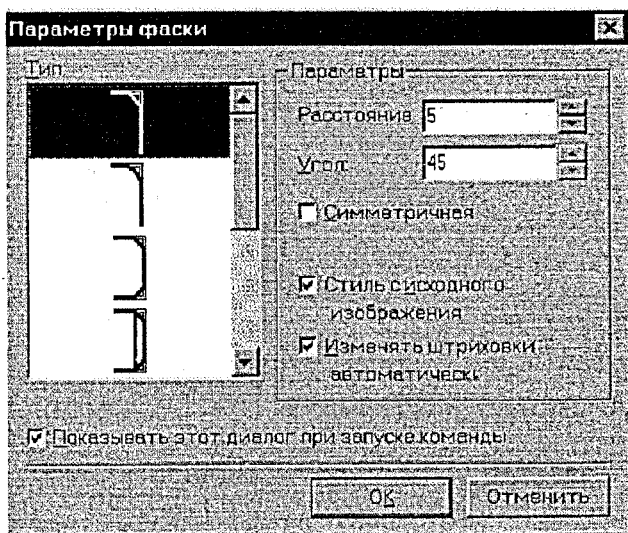 Параметры фаски
Тип
Параметры
Расстояние 5
Угол: 45
Симметричная
Стиль с исходного
изображения
Изменять штриховки
автоматически
Показывать этот диалог при запуске команды
OK
Отменить